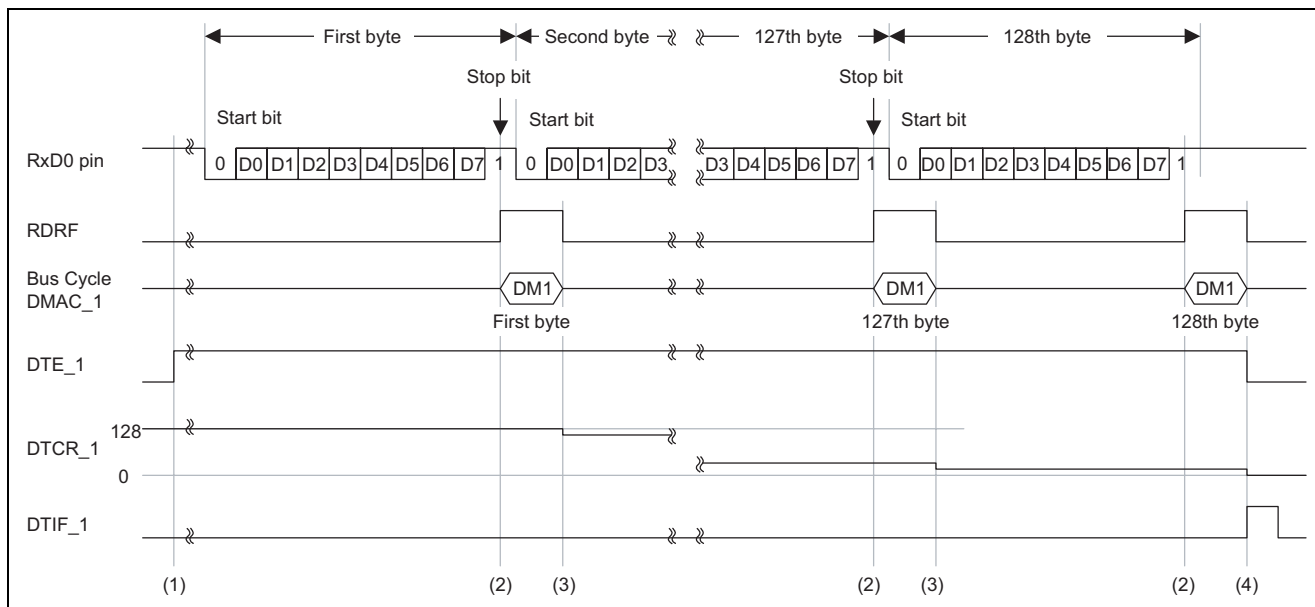 First byte Second byte 127th byte 128th byte
Stop bit Stop bit
Start bit Start bit Start bit
RxD0 pin 0 D0 D1 D2 D3 D4 D5 D6 D7 1 0 D0 D1 D2 D3 D3 D4 D5 D6 D7 1 0 D0 D1 D2 D3 D4 D5 D6 D7 1
RDRF
Bus Cycle
DMAC_1 DM1 DM1 DM1
First byte 127th byte 128th byte
DTE_1
128
DTCR_1
0
DTIF_1
(1) (2) (3) (2) (3) (2) (4)